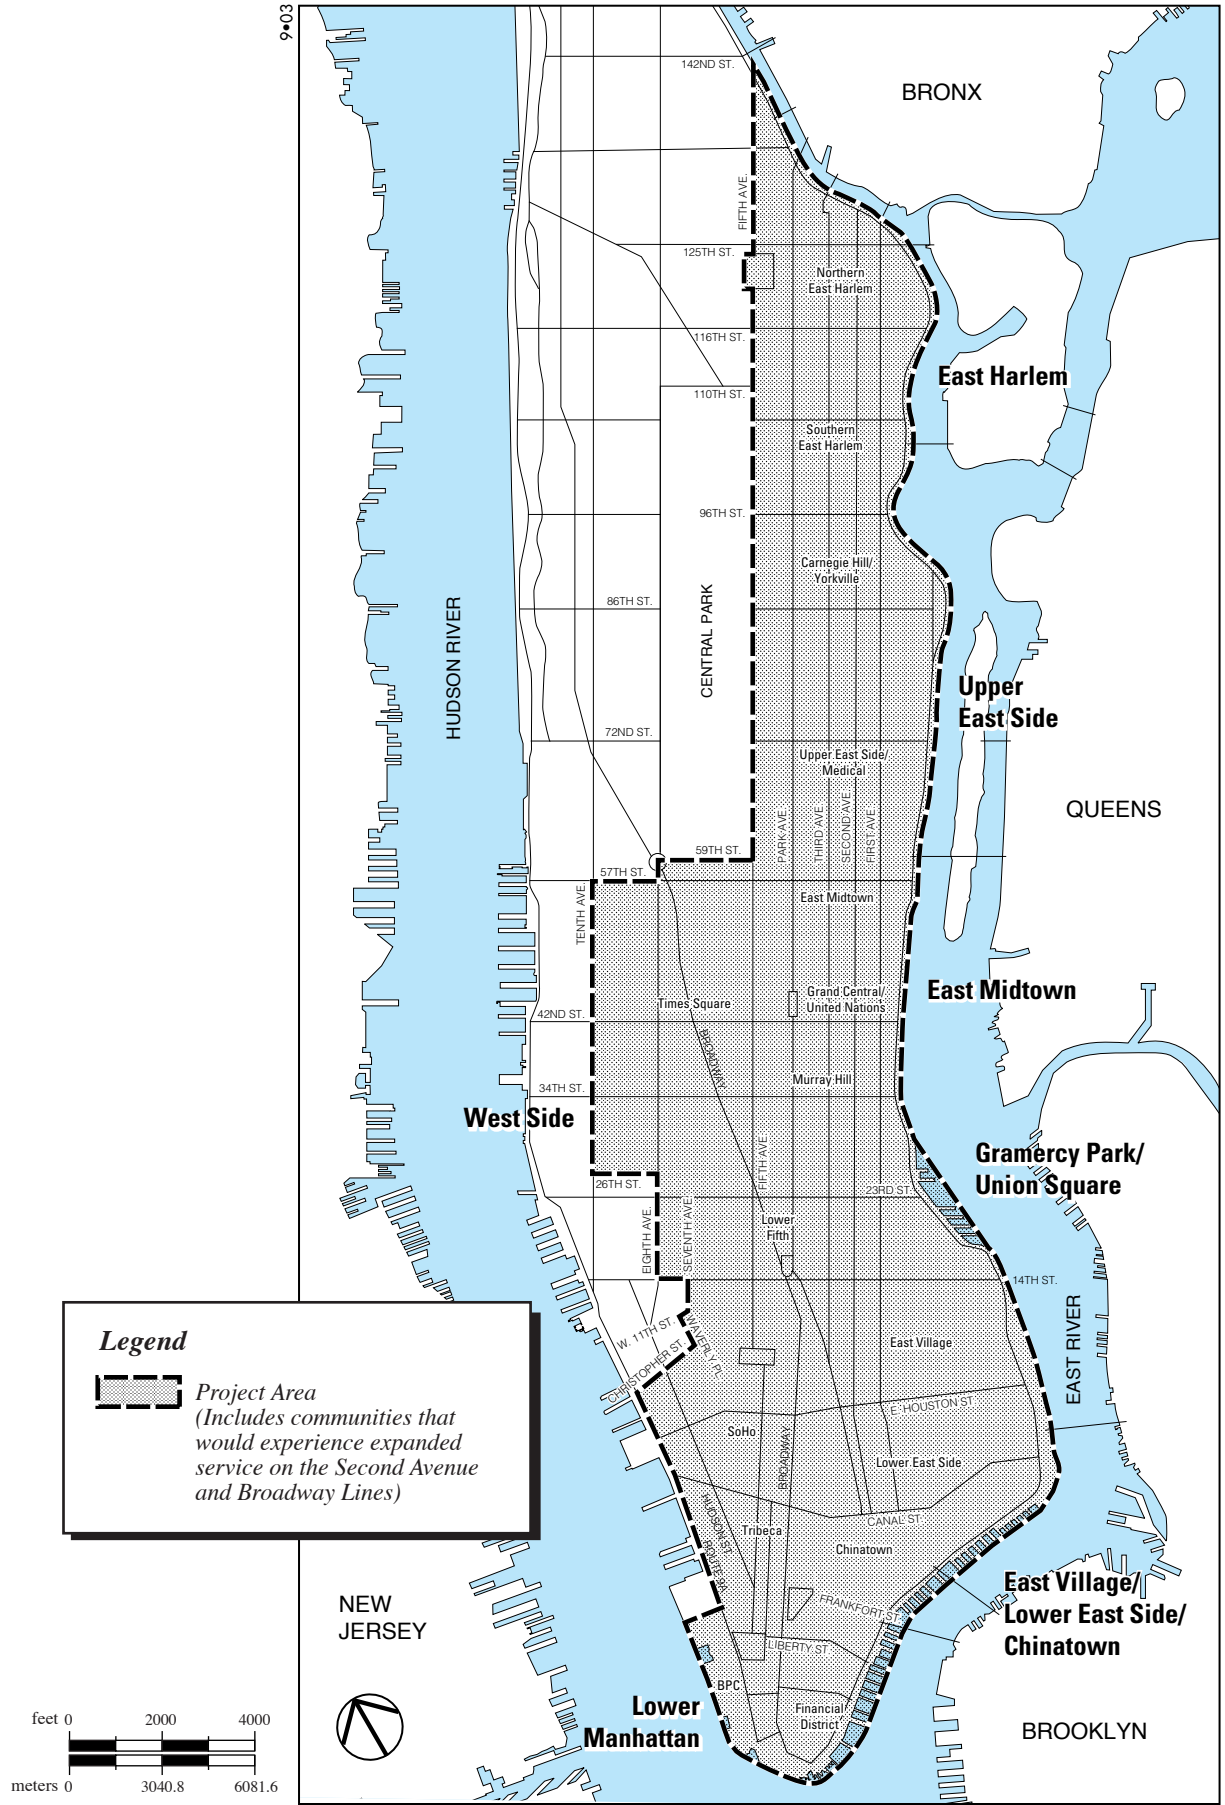 9•03
142ND ST.
BRONX
FIFTH AVE.
125TH ST.
Northern
East Harlem
116TH ST.
East Harlem
110TH ST.
Southern
East Harlem
96TH ST.
Carnegie Hill/
Yorkville
86TH ST.
CENTRAL PARK
HUDSON RIVER
Upper
East Side
72ND ST.
Upper East Side/
Medical
QUEENS
PARK AVE.
THIRD AVE.
SECOND AVE.
FIRST AVE.
59TH ST.
57TH ST.
TENTH AVE.
East Midtown
East Midtown
Times Square
Grand Central/
United Nations
42ND ST.
BROADWAY
Murray Hill
34TH ST.
West Side
FIFTH AVE.
Gramercy Park/
Union Square
26TH ST.
23RD ST.
EIGHTH AVE.
SEVENTH AVE.
Lower
Fifth
14TH ST.
EAST RIVER
W. 11TH ST.
WAVERLY PL.
CHRISTOPHER ST.
East Village
E. HOUSTON ST.
SoHo
BROADWAY
Lower East Side
HUDSON ST.
CANAL ST.
Tribeca
Chinatown
ROUTE 9A
FRANKFORT ST.
East Village/
Lower East Side/
Chinatown
LIBERTY ST.
BPC
Financial
District
Lower
Manhattan
BROOKLYN
NEW
JERSEY
Legend
Project Area
(Includes communities that
would experience expanded
service on the Second Avenue
and Broadway Lines)
feet 0 2000 4000
meters 0 3040.8 6081.6